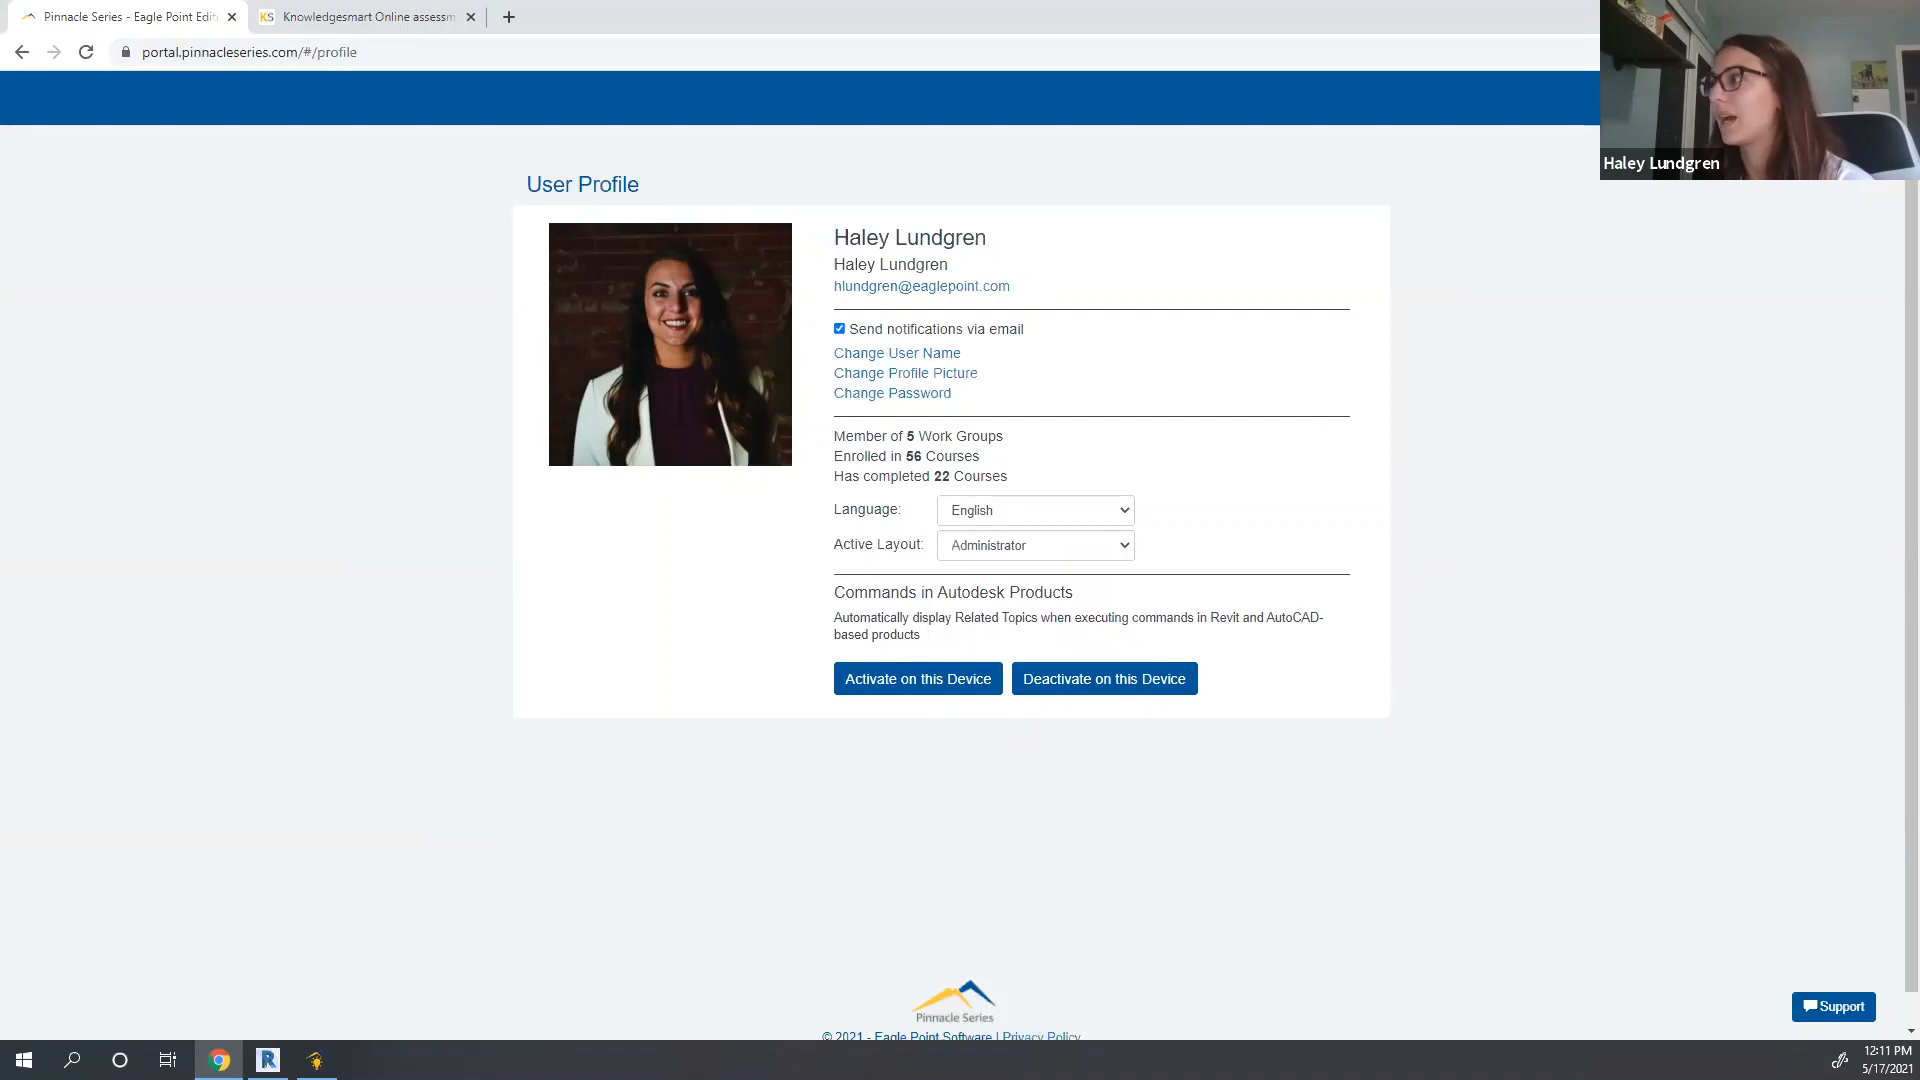 Pinnacle Series - Eagle Point Edit
KS Knowledgesmart Online assessm
portal.pinnacleseries.com/#/profile
Haley Lundgren
User Profile
Haley Lundgren
Haley Lundgren
hlundgren@eaglepoint.com
Send notifications via email
Change User Name
Change Profile Picture
Change Password
Member of 5 Work Groups
Enrolled in 56 Courses
Has completed 22 Courses
Language: English
Active Layout: Administrator
Commands in Autodesk Products
Automatically display Related Topics when executing commands in Revit and AutoCAD-
based products
Activate on this Device Deactivate on this Device
Pinnacle Series
Support
© 2021 - Eagle Point Software | Privacy Policy
R
12:11 PM
5/17/2021